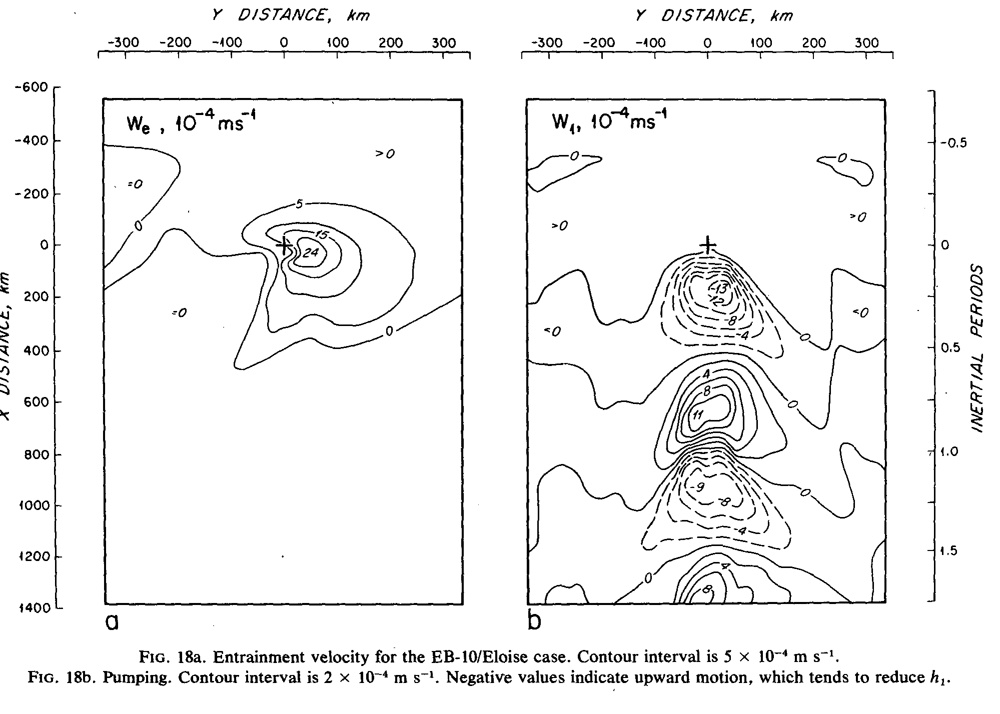 Y DISTANCE, km Y DISTANCE, km
-300 -200 -100 0 100 200 300 -300 -200 -100 0 100 200 300
-600
We , 10⁻⁴ ms⁻¹ W₁, 10⁻⁴ ms⁻¹
-400 -0.5
>0 0 0
=0
-200
5
0 >0 >0
15
0 24 0
200
=0 <0 <0
-13
-12
-8
-4
0 0
400 0.5
4
8
600 0
11
800 1.0
-9
-8
0
1000
-4
1200 1.5
4
0
8
1400
X DISTANCE, km
INERTIAL PERIODS
a b
FIG. 18a. Entrainment velocity for the EB-10/Eloise case. Contour interval is 5 × 10⁻⁴ m s⁻¹.
FIG. 18b. Pumping. Contour interval is 2 × 10⁻⁴ m s⁻¹. Negative values indicate upward motion, which tends to reduce h₁.